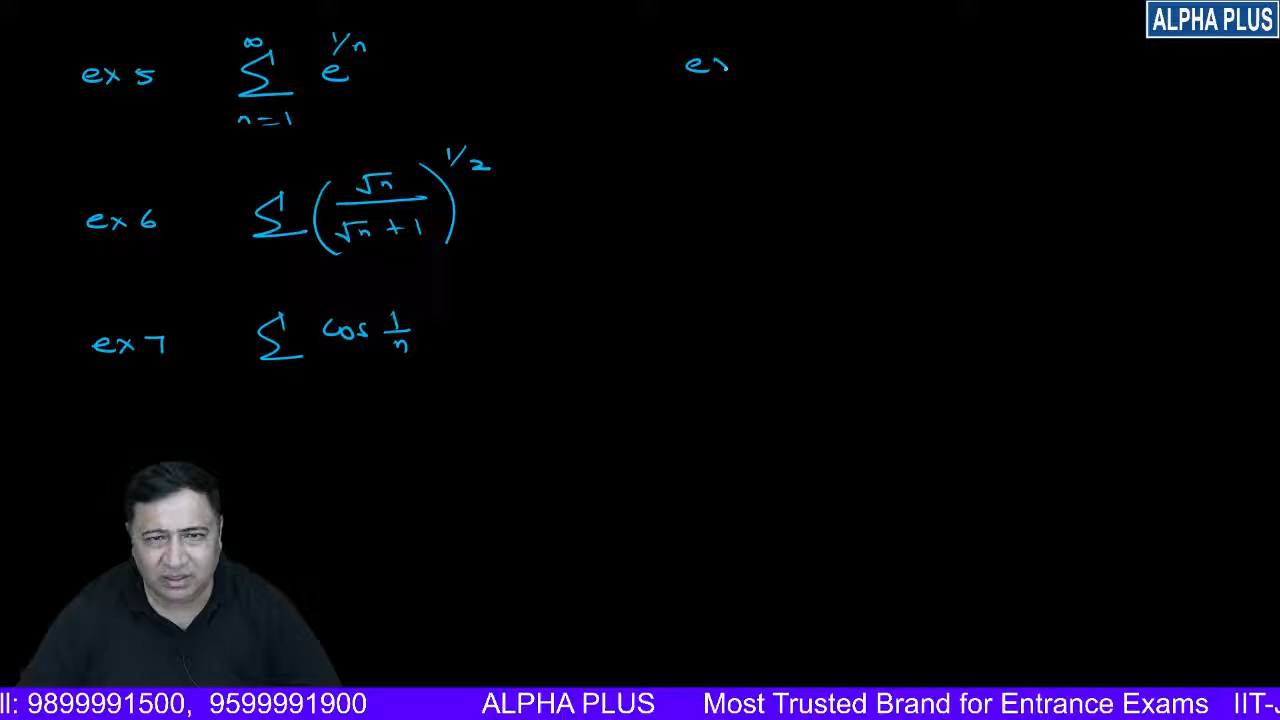 ALPHA PLUS
ex 5 ∞ ∑ n=1 e^{1/n}
ex 6 ∑ (√n / (√n + 1))^{1/2}
ex 7 ∑ cos 1/n
ex
ll: 9899991500, 9599991900 ALPHA PLUS Most Trusted Brand for Entrance Exams IIT-J